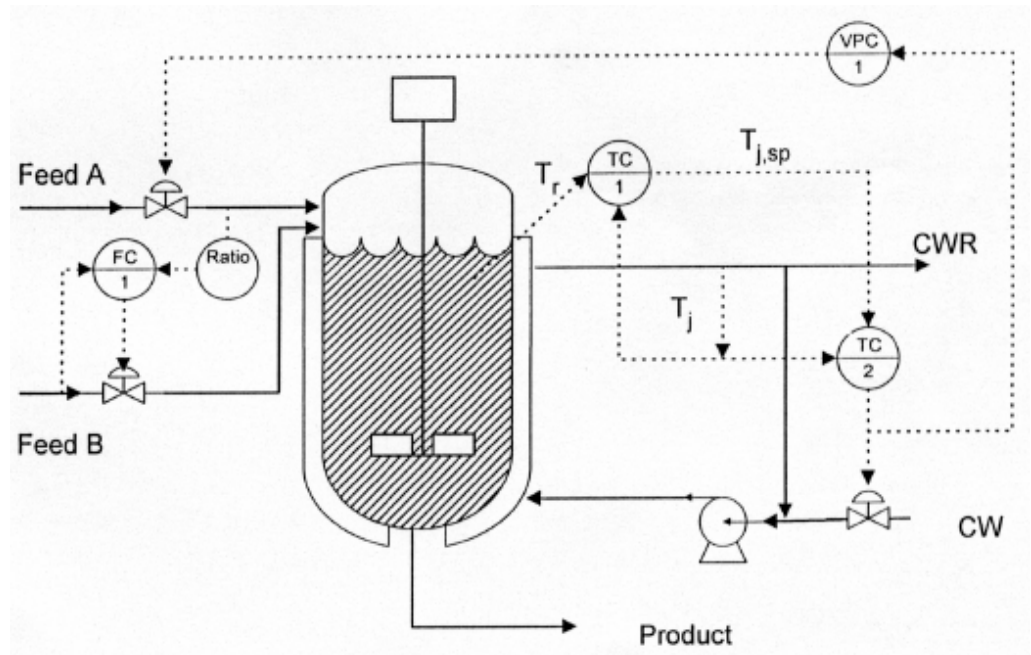 VPC
1
Feed A
T_r
TC
1
T_j,sp
FC
1
Ratio
CWR
T_j
TC
2
Feed B
CW
Product